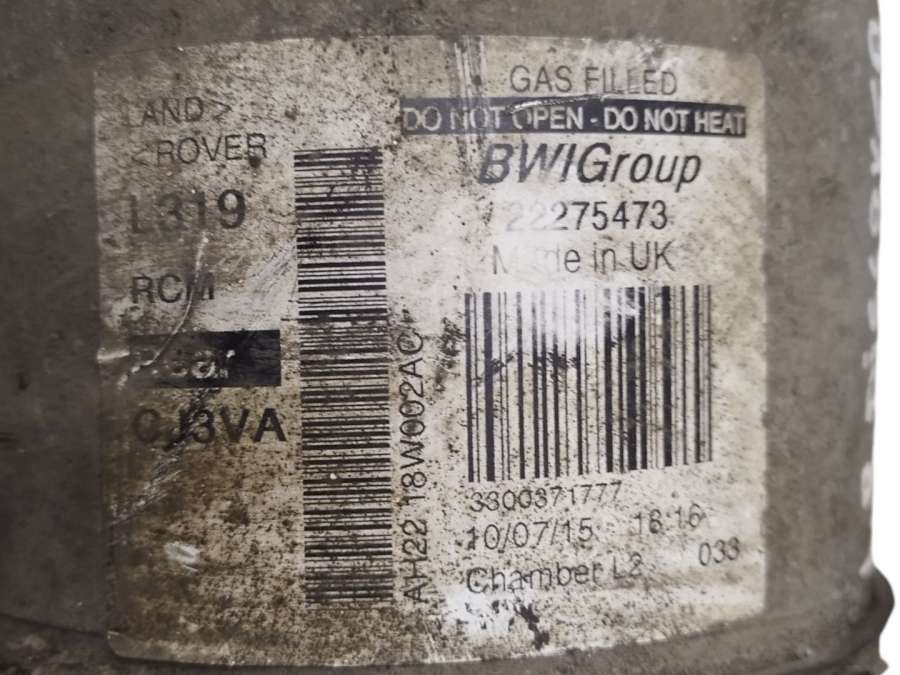 LAND >
< ROVER
L319
RCM
Rear
CJ3VA
AH22 18W002AC
GAS FILLED
DO NOT OPEN - DO NOT HEAT
BWIGroup
22275473
Made in UK
3300371777
10/07/15 18:16
Chamber L2 033